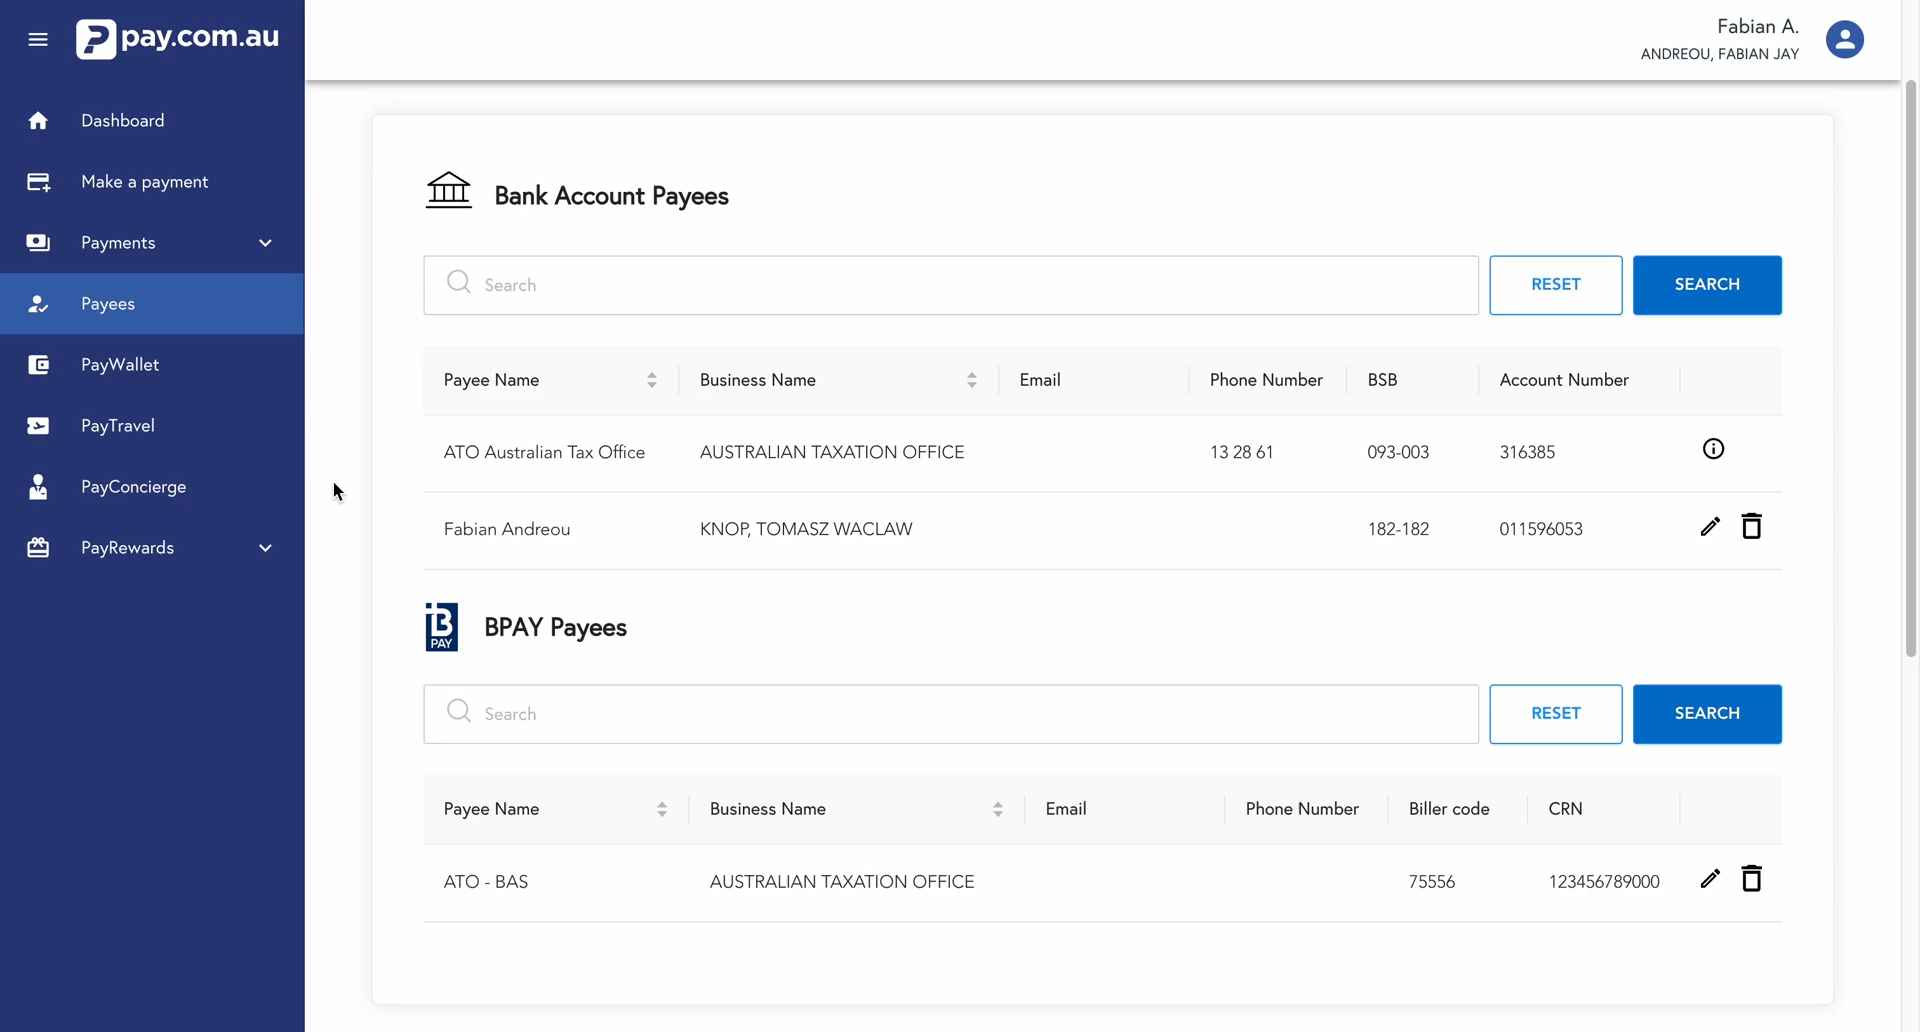 pay.com.au
Fabian A.
ANDREOU, FABIAN JAY
Dashboard
Make a payment
Payments
Payees
PayWallet
PayTravel
PayConcierge
PayRewards
Bank Account Payees
Search RESET SEARCH
Payee Name Business Name Email Phone Number BSB Account Number
ATO Australian Tax Office AUSTRALIAN TAXATION OFFICE 13 28 61 093-003 316385
Fabian Andreou KNOP, TOMASZ WACLAW 182-182 011596053
B PAY BPAY Payees
Search RESET SEARCH
Payee Name Business Name Email Phone Number Biller code CRN
ATO - BAS AUSTRALIAN TAXATION OFFICE 75556 123456789000